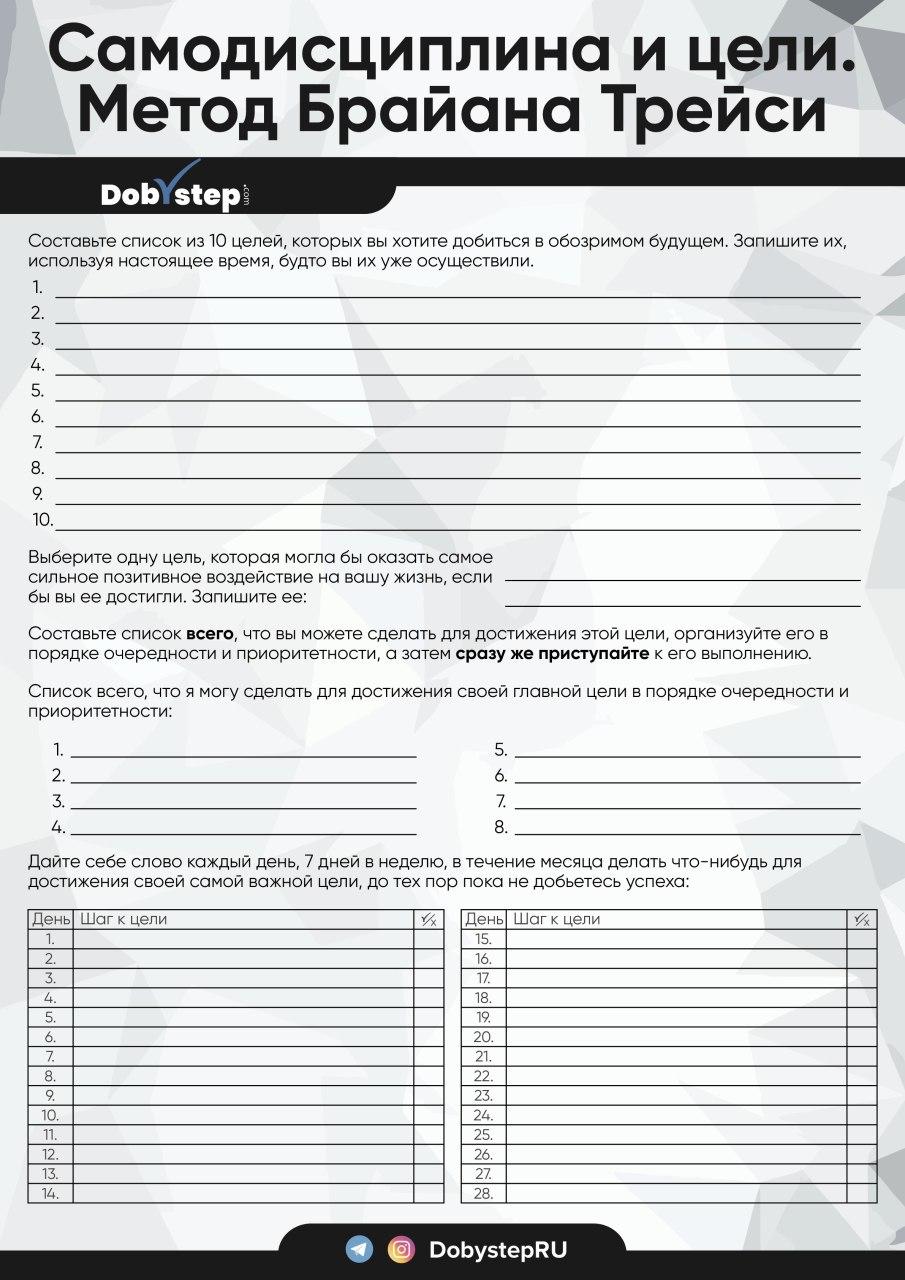 Самодисциплина и цели.
Метод Брайана Трейси
Dobystep.com
Составьте список из 10 целей, которых вы хотите добиться в обозримом будущем. Запишите их,
используя настоящее время, будто вы их уже осуществили.
1.
2.
3.
4.
5.
6.
7.
8.
9.
10.
Выберите одну цель, которая могла бы оказать самое
сильное позитивное воздействие на вашу жизнь, если
бы вы ее достигли. Запишите ее:
Составьте список всего, что вы можете сделать для достижения этой цели, организуйте его в
порядке очередности и приоритетности, а затем сразу же приступайте к его выполнению.
Список всего, что я могу сделать для достижения своей главной цели в порядке очередности и
приоритетности:
1.
2.
3.
4.
5.
6.
7.
8.
Дайте себе слово каждый день, 7 дней в неделю, в течение месяца делать что-нибудь для
достижения своей самой важной цели, до тех пор пока не добьетесь успеха:
День Шаг к цели ✓/x
1.
2.
3.
4.
5.
6.
7.
8.
9.
10.
11.
12.
13.
14.
День Шаг к цели ✓/x
15.
16.
17.
18.
19.
20.
21.
22.
23.
24.
25.
26.
27.
28.
DobystepRU